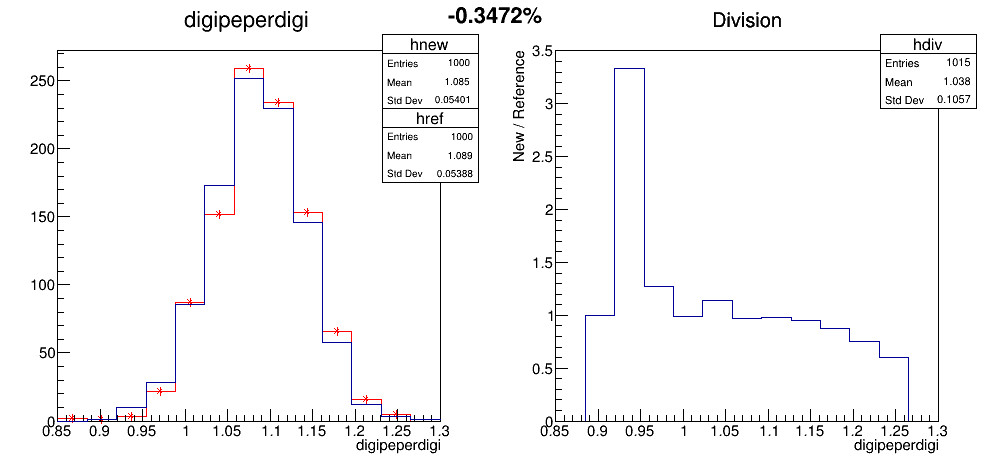 -0.3472%
digipeperdigi
hnew
Entries 1000
Mean 1.085
Std Dev 0.05401
href
Entries 1000
Mean 1.089
Std Dev 0.05388
250
200
150
100
50
0
0.85 0.9 0.95 1 1.05 1.1 1.15 1.2 1.25 1.3
digipeperdigi
Division
hdiv
Entries 1015
Mean 1.038
Std Dev 0.1057
New / Reference
3.5
3
2.5
2
1.5
1
0.5
0
0.85 0.9 0.95 1 1.05 1.1 1.15 1.2 1.25 1.3
digipeperdigi